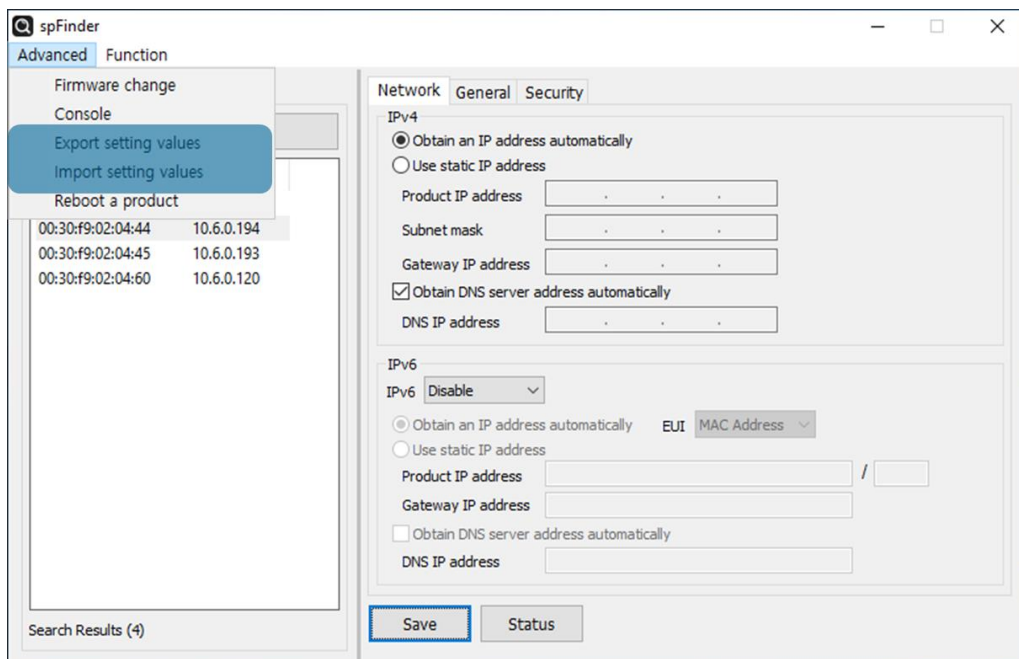 spFinder
Advanced Function
Firmware change
Console
Export setting values
Import setting values
Reboot a product
00:30:f9:02:04:44 10.6.0.194
00:30:f9:02:04:45 10.6.0.193
00:30:f9:02:04:60 10.6.0.120
Search Results (4)
Network General Security
IPv4
Obtain an IP address automatically
Use static IP address
Product IP address . . .
Subnet mask . . .
Gateway IP address . . .
Obtain DNS server address automatically
DNS IP address . . .
IPv6
IPv6 Disable
Obtain an IP address automatically EUI MAC Address
Use static IP address
Product IP address /
Gateway IP address
Obtain DNS server address automatically
DNS IP address
Save Status